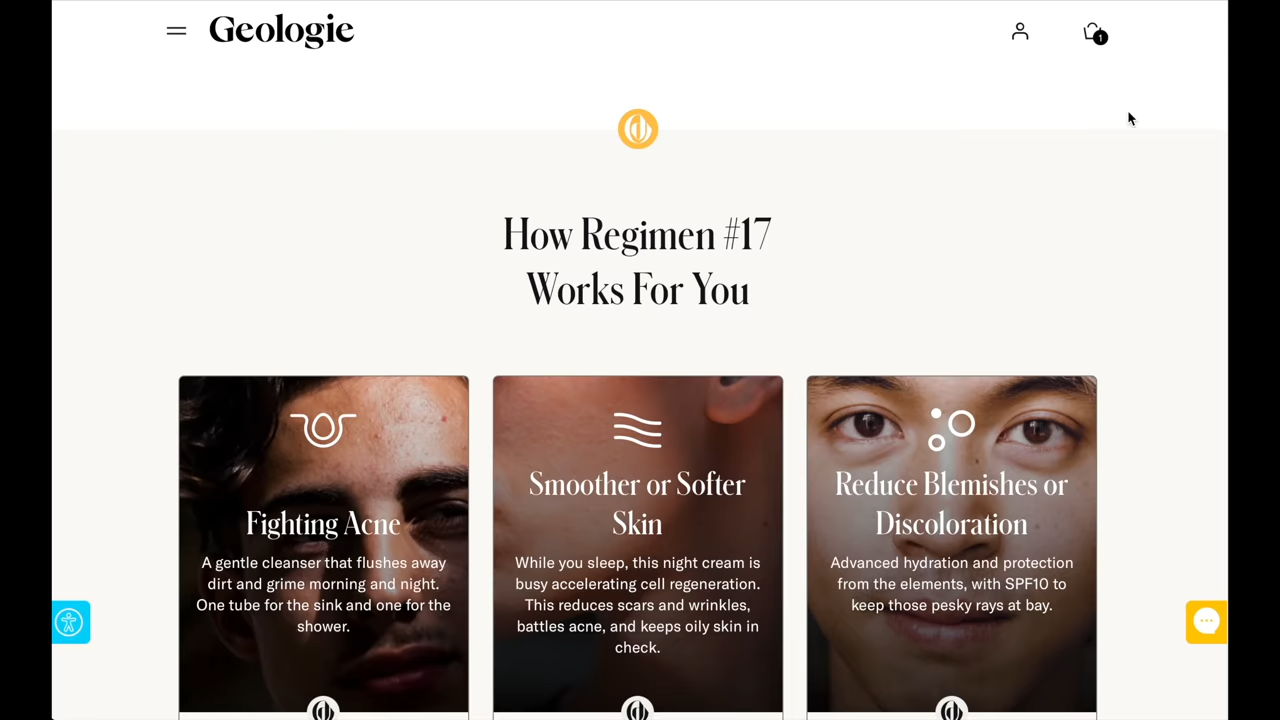 Geologie
1
How Regimen #17
Works For You
Fighting Acne
A gentle cleanser that flushes away
dirt and grime morning and night.
One tube for the sink and one for the
shower.
Smoother or Softer
Skin
While you sleep, this night cream is
busy accelerating cell regeneration.
This reduces scars and wrinkles,
battles acne, and keeps oily skin in
check.
Reduce Blemishes or
Discoloration
Advanced hydration and protection
from the elements, with SPF10 to
keep those pesky rays at bay.